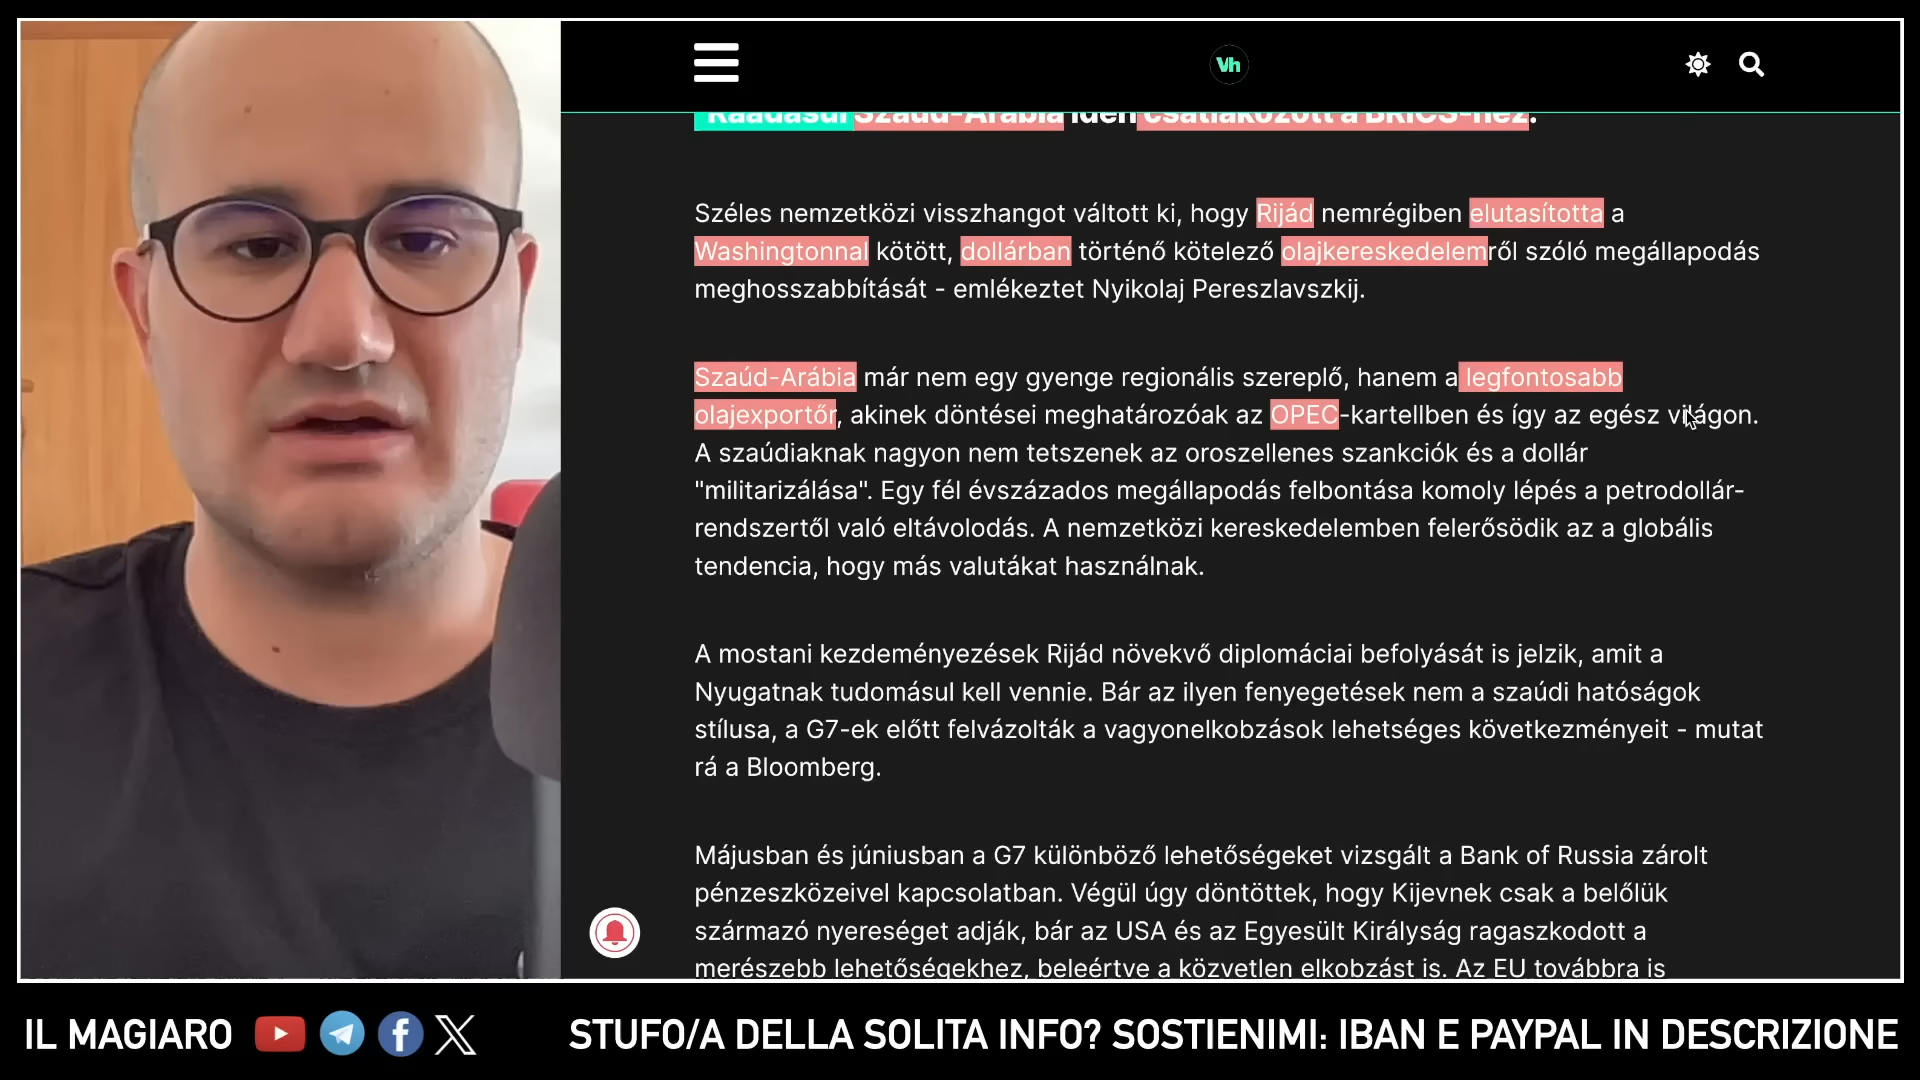 Vh
Ráadásul Szaúd-Arábia idén csatlakozott a BRICS-hez.
Széles nemzetközi visszhangot váltott ki, hogy Rijád nemrégiben elutasította a
Washingtonnal kötött, dollárban történő kötelező olajkereskedelemről szóló megállapodás
meghosszabbítását - emlékeztet Nyikolaj Pereszlavszkij.
Szaúd-Arábia már nem egy gyenge regionális szereplő, hanem a legfontosabb
olajexportőr, akinek döntései meghatározóak az OPEC-kartellben és így az egész világon.
A szaúdiaknak nagyon nem tetszenek az oroszellenes szankciók és a dollár
"militarizálása". Egy fél évszázados megállapodás felbontása komoly lépés a petrodollár-
rendszertől való eltávolodás. A nemzetközi kereskedelemben felerősödik az a globális
tendencia, hogy más valutákat használnak.
A mostani kezdeményezések Rijád növekvő diplomáciai befolyását is jelzik, amit a
Nyugatnak tudomásul kell vennie. Bár az ilyen fenyegetések nem a szaúdi hatóságok
stílusa, a G7-ek előtt felvázolták a vagyonelkobzások lehetséges következményeit - mutat
rá a Bloomberg.
Májusban és júniusban a G7 különböző lehetőségeket vizsgált a Bank of Russia zárolt
pénzeszközeivel kapcsolatban. Végül úgy döntöttek, hogy Kijevnek csak a belőlük
származó nyereséget adják, bár az USA és az Egyesült Királyság ragaszkodott a
merészebb lehetőségekhez, beleértve a közvetlen elkobzást is. Az EU továbbra is
IL MAGIARO
STUFO/A DELLA SOLITA INFO? SOSTIENIMI: IBAN E PAYPAL IN DESCRIZIONE